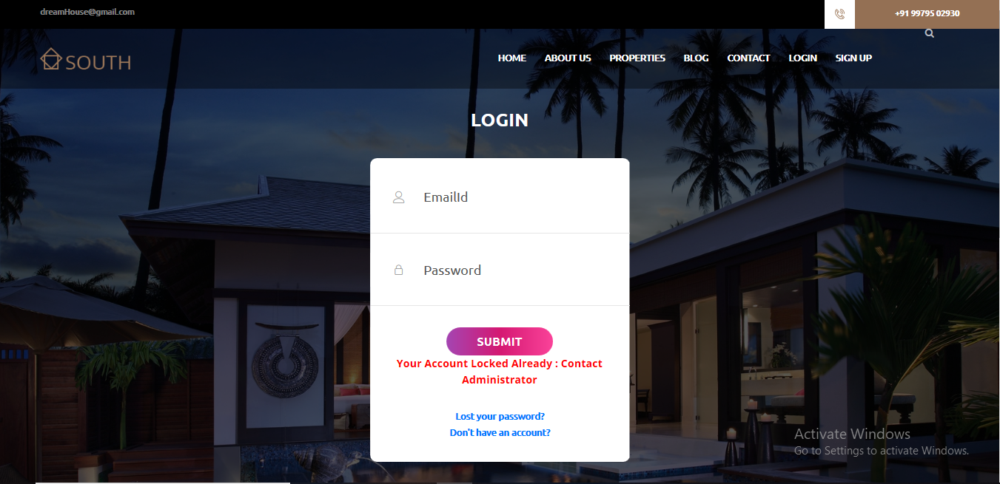 dreamHouse@gmail.com
+91 99795 02930
SOUTH
HOME
ABOUT US
PROPERTIES
BLOG
CONTACT
LOGIN
SIGN UP
LOGIN
EmailId
Password
SUBMIT
Your Account Locked Already : Contact
Administrator
Lost your password?
Don't have an account?
Activate Windows
Go to Settings to activate Windows.